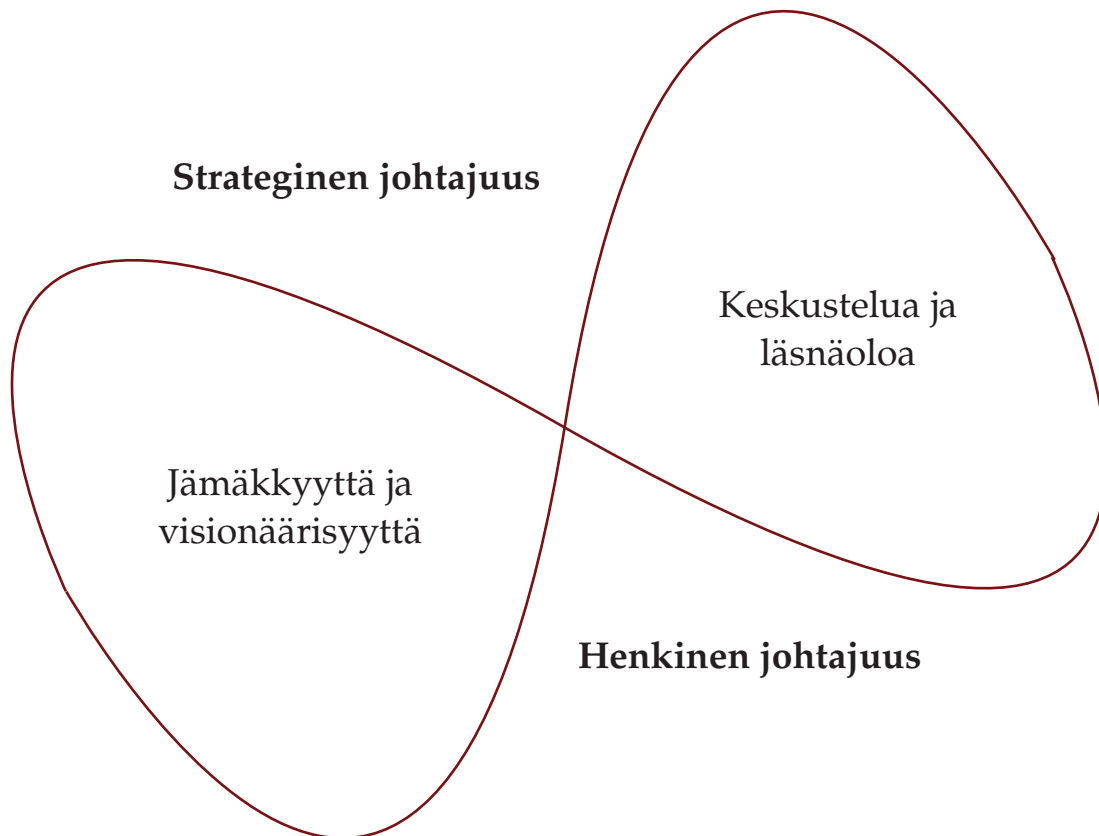 Strateginen johtajuus
Keskustelua ja
läsnäoloa
Jämäkkyyttä ja
visionäärisyyttä
Henkinen johtajuus